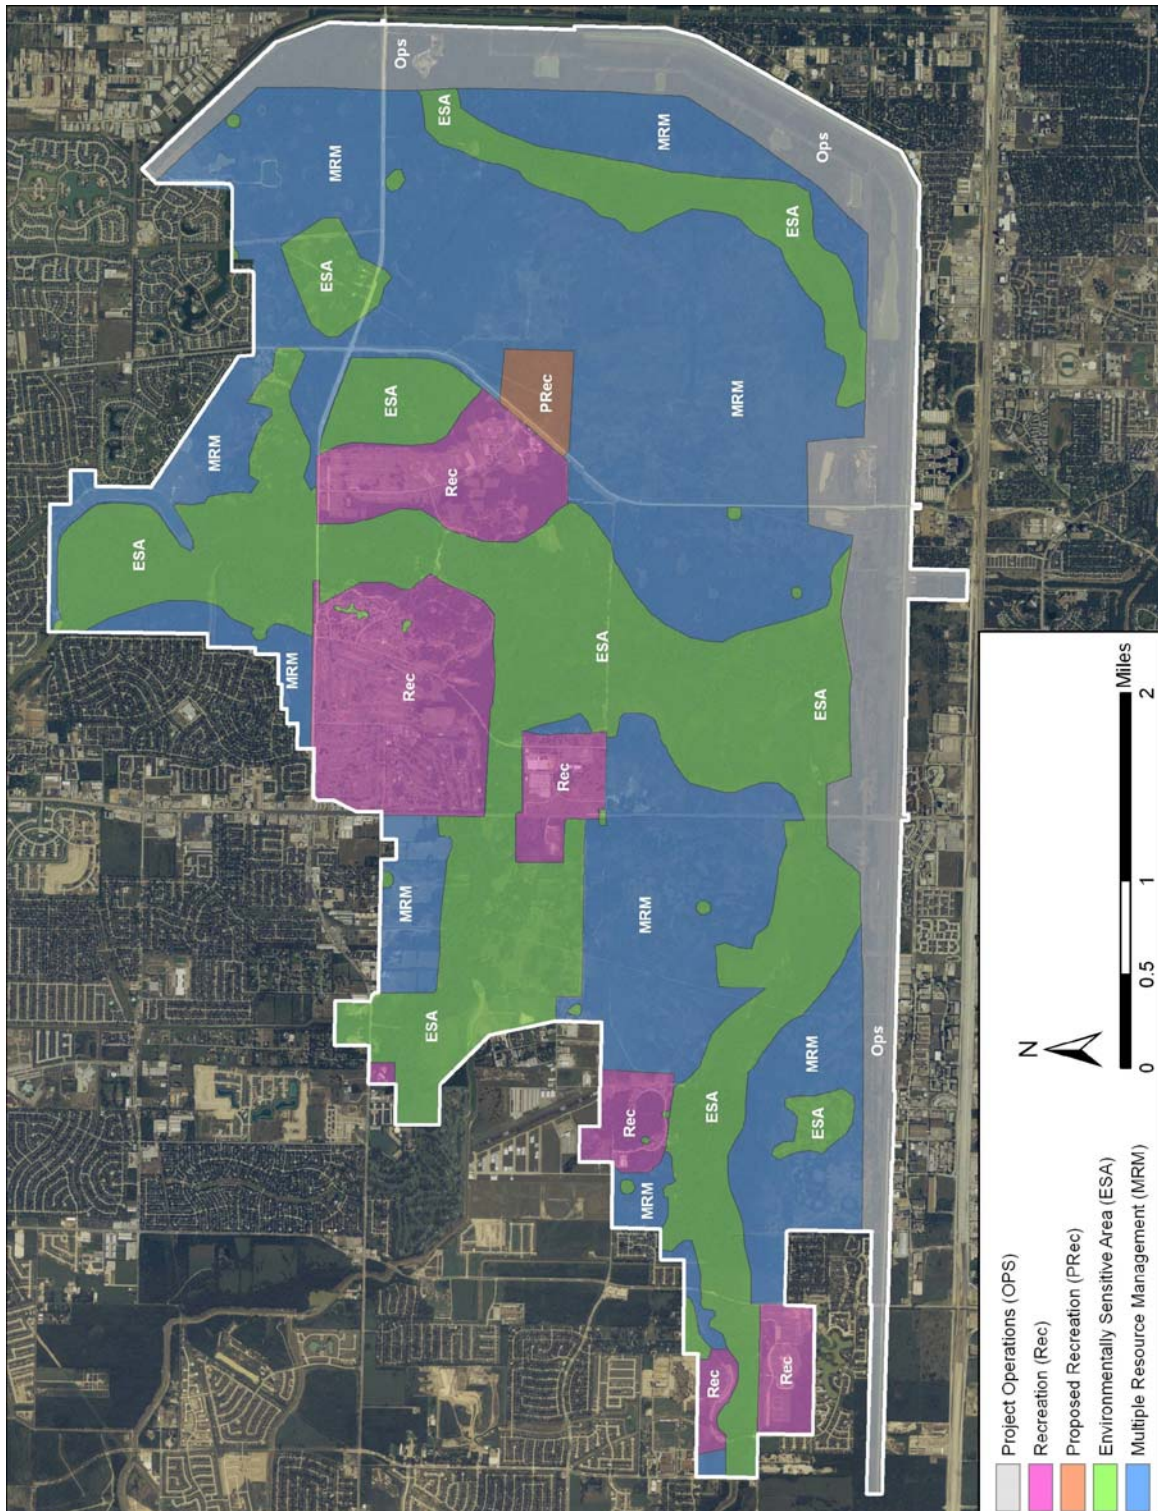 ESA
MRM
MRM
ESA
MRM
ESA
Ops
MRM
Rec
ESA
ESA
Rec
PRec
Rec
ESA
Rec
MRM
MRM
MRM
ESA
Rec
MRM
Rec
ESA
MRM
ESA
ESA
Ops
Ops
Project Operations (OPS)
Recreation (Rec)
Proposed Recreation (PRec)
Environmentally Sensitive Area (ESA)
Multiple Resource Management (MRM)
N
Miles
0 0.5 1 2